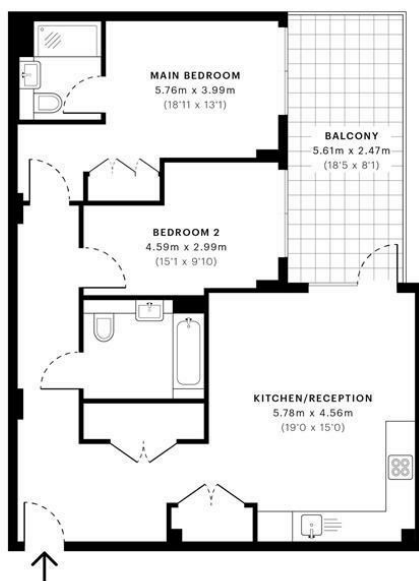 MAIN BEDROOM
5.76m x 3.99m
(18'11 x 13'1)
BALCONY
5.61m x 2.47m
(18'5 x 8'1)
BEDROOM 2
4.59m x 2.99m
(15'1 x 9'10)
KITCHEN/RECEPTION
5.78m x 4.56m
(19'0 x 15'0)